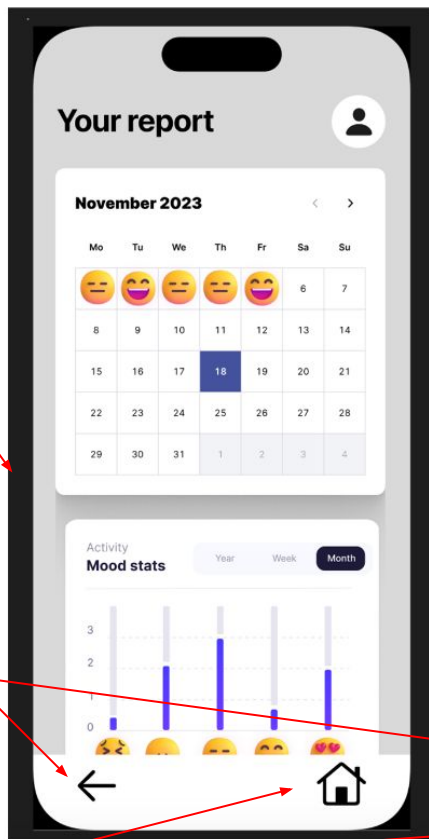 Your report
November 2023
Mo Tu We Th Fr Sa Su
6 7
8 9 10 11 12 13 14
15 16 17 18 19 20 21
22 23 24 25 26 27 28
29 30 31 1 2 3 4
Activity
Mood stats
Year Week Month
3
2
1
0